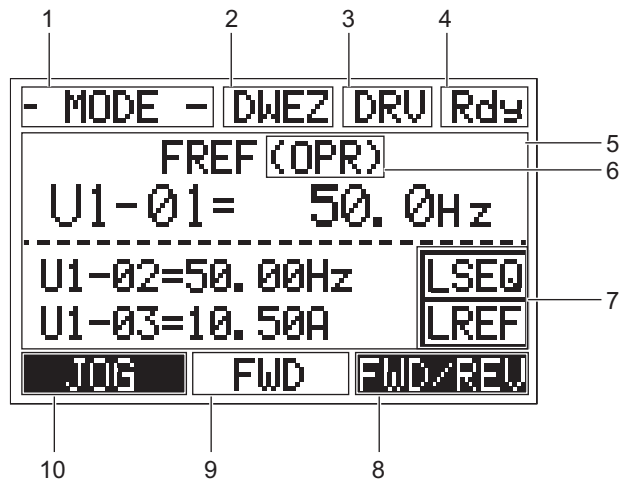 1 2 3 4
- MODE - DWEZ DRV Rdy
5
FREF (OPR)
6
U1-01= 50.0Hz
U1-02=50.00Hz LSEQ
7
U1-03=10.50A LREF
JOG FWD FWD/REV
10 9 8